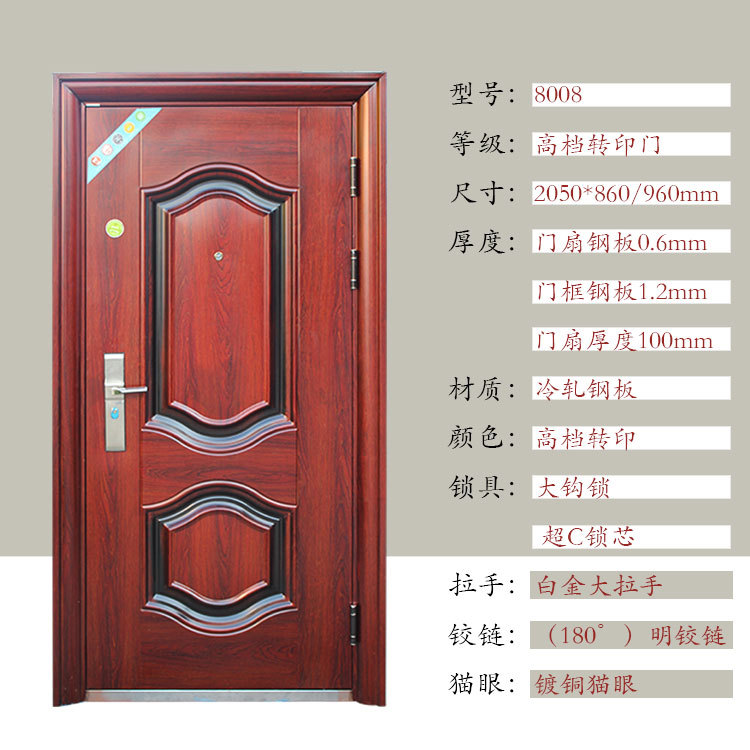 型号：8008
等级：高档转印门
尺寸：2050*860/960mm
厚度：门扇钢板0.6mm
门框钢板1.2mm
门扇厚度100mm
材质：冷轧钢板
颜色：高档转印
锁具：大钩锁
超C锁芯
拉手：白金大拉手
铰链：（180°）明铰链
猫眼：镀铜猫眼